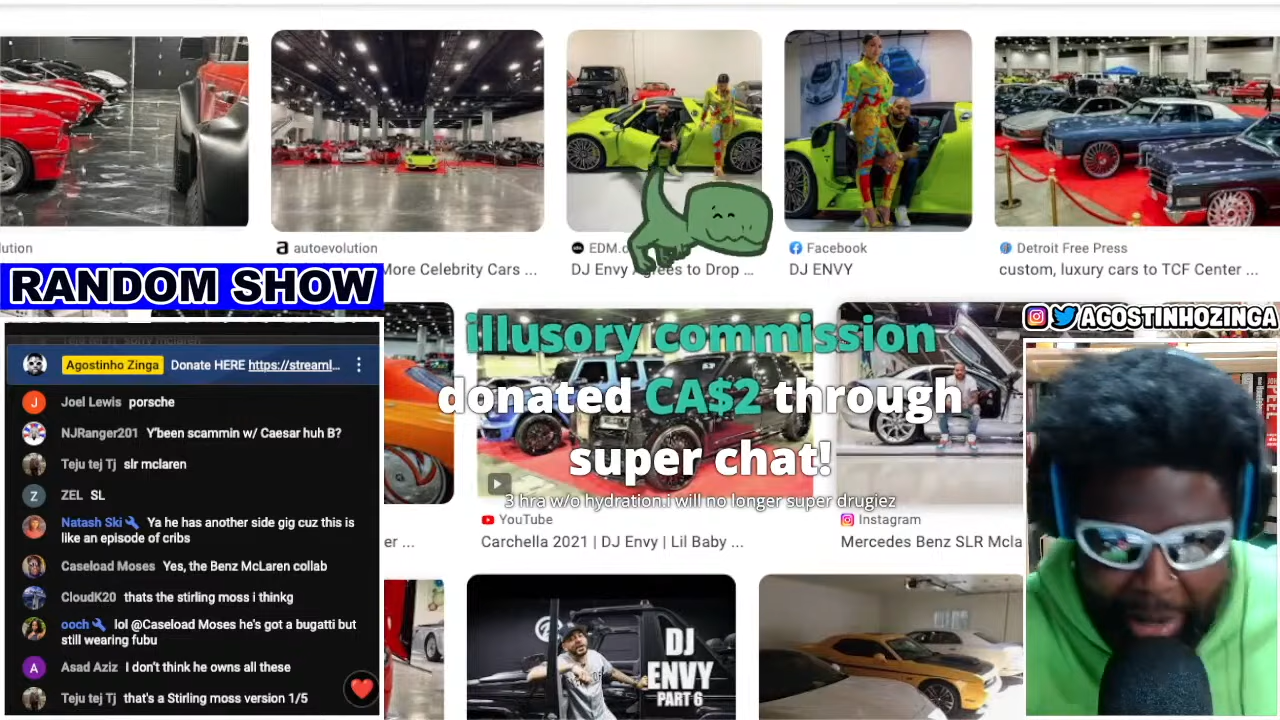 lution
autoevolution
EDM.c
Facebook
Detroit Free Press
More Celebrity Cars ...
DJ Envy Agrees to Drop ...
DJ ENVY
custom, luxury cars to TCF Center ...
RANDOM SHOW
AGOSTINHOZINGA
Agostinho Zinga Donate HERE https://streaml...
Joel Lewis porsche
NJRanger201 Y'been scammin w/ Caesar huh B?
Teju tej Tj slr mclaren
Z ZEL SL
Natash Ski Ya he has another side gig cuz this is
like an episode of cribs
Caseload Moses Yes, the Benz McLaren collab
CloudK20 thats the stirling moss i thinkg
ooch lol @Caseload Moses he's got a bugatti but
still wearing fubu
A Asad Aziz I don't think he owns all these
Teju tej Tj that's a Stirling moss version 1/5
illusory commission
donated CA$2 through
super chat!
3 hra w/o hydration.i will no longer super drugiez
YouTube
Instagram
er ...
Carchella 2021 | DJ Envy | Lil Baby ...
Mercedes Benz SLR Mcla
DJ
ENVY
PART 6